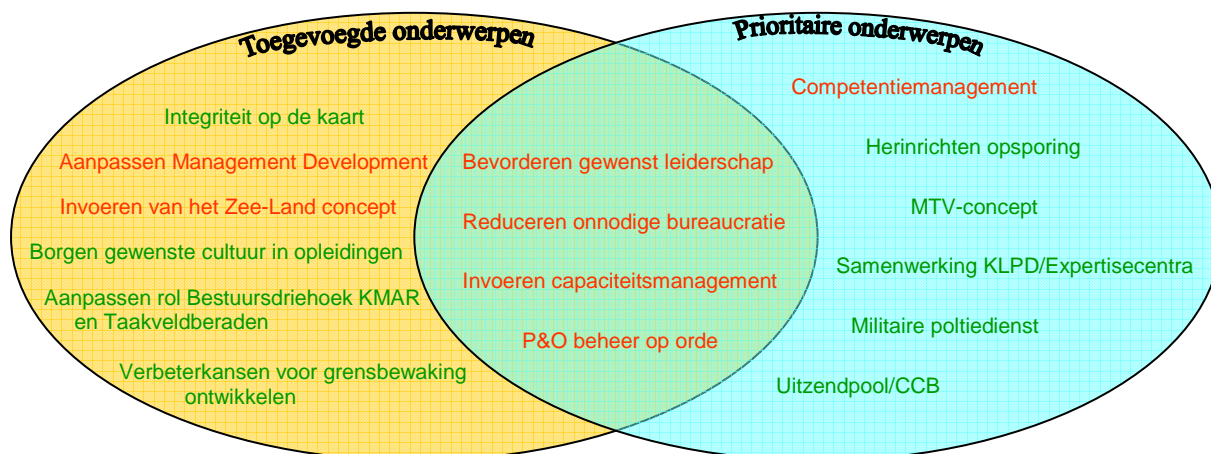 Toegevoegde onderwerpen
Integriteit op de kaart
Aanpassen Management Development
Invoeren van het Zee-Land concept
Borgen gewenste cultuur in opleidingen
Aanpassen rol Bestuursdriehoek KMAR
en Taakveldberaden
Verbeterkansen voor grensbewaking
ontwikkelen
Bevorderen gewenst leiderschap
Reduceren onnodige bureaucratie
Invoeren capaciteitsmanagement
P&O beheer op orde
Prioritaire onderwerpen
Competentiemanagement
Herinrichten opsporing
MTV-concept
Samenwerking KLPD/Expertisecentra
Militaire poltiedienst
Uitzendpool/CCB